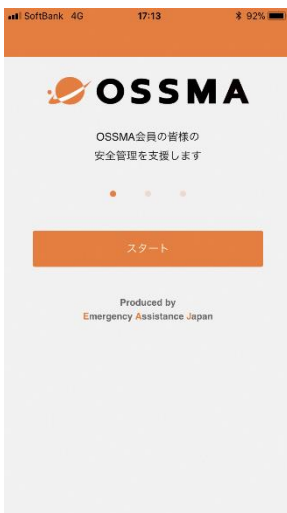 SoftBank 4G 17:13 92%
OSSMA
OSSMA会員の皆様の
安全管理を支援します
スタート
Produced by
Emergency Assistance Japan